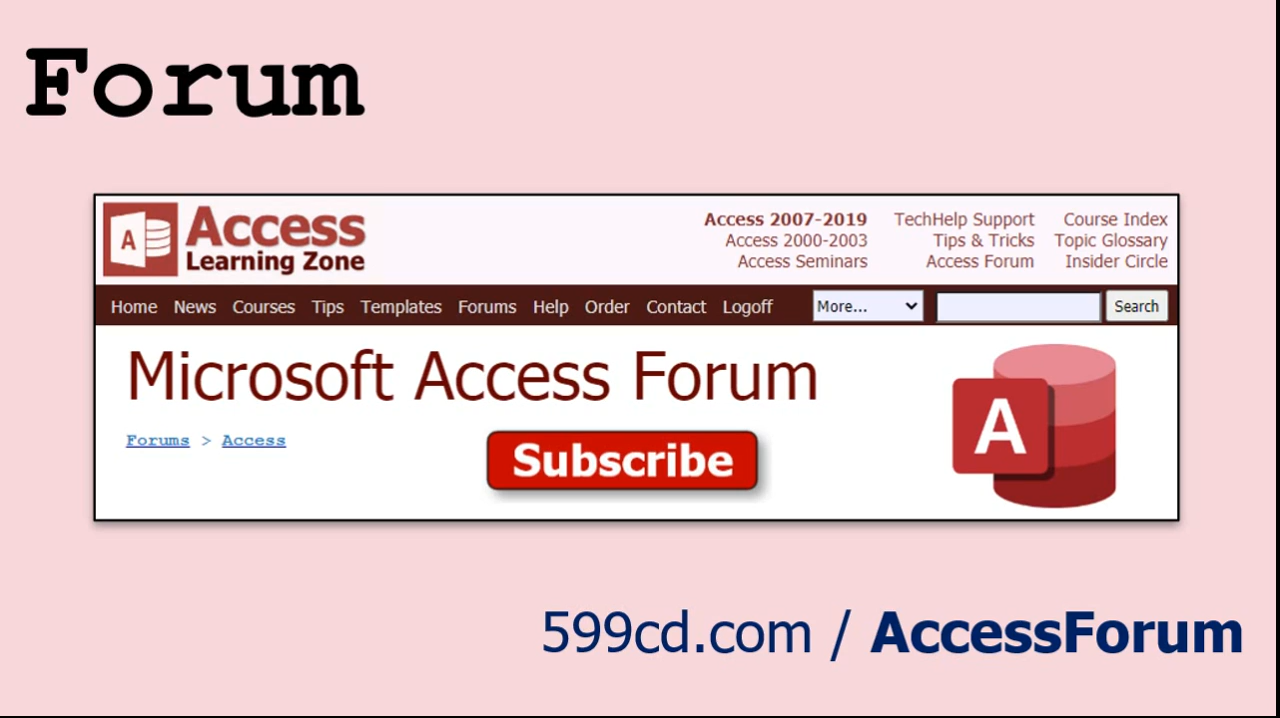 Forum
A Access
Learning Zone
Access 2007-2019 TechHelp Support Course Index
Access 2000-2003 Tips & Tricks Topic Glossary
Access Seminars Access Forum Insider Circle
Home News Courses Tips Templates Forums Help Order Contact Logoff More... Search
Microsoft Access Forum
Forums > Access
Subscribe
A
599cd.com / AccessForum